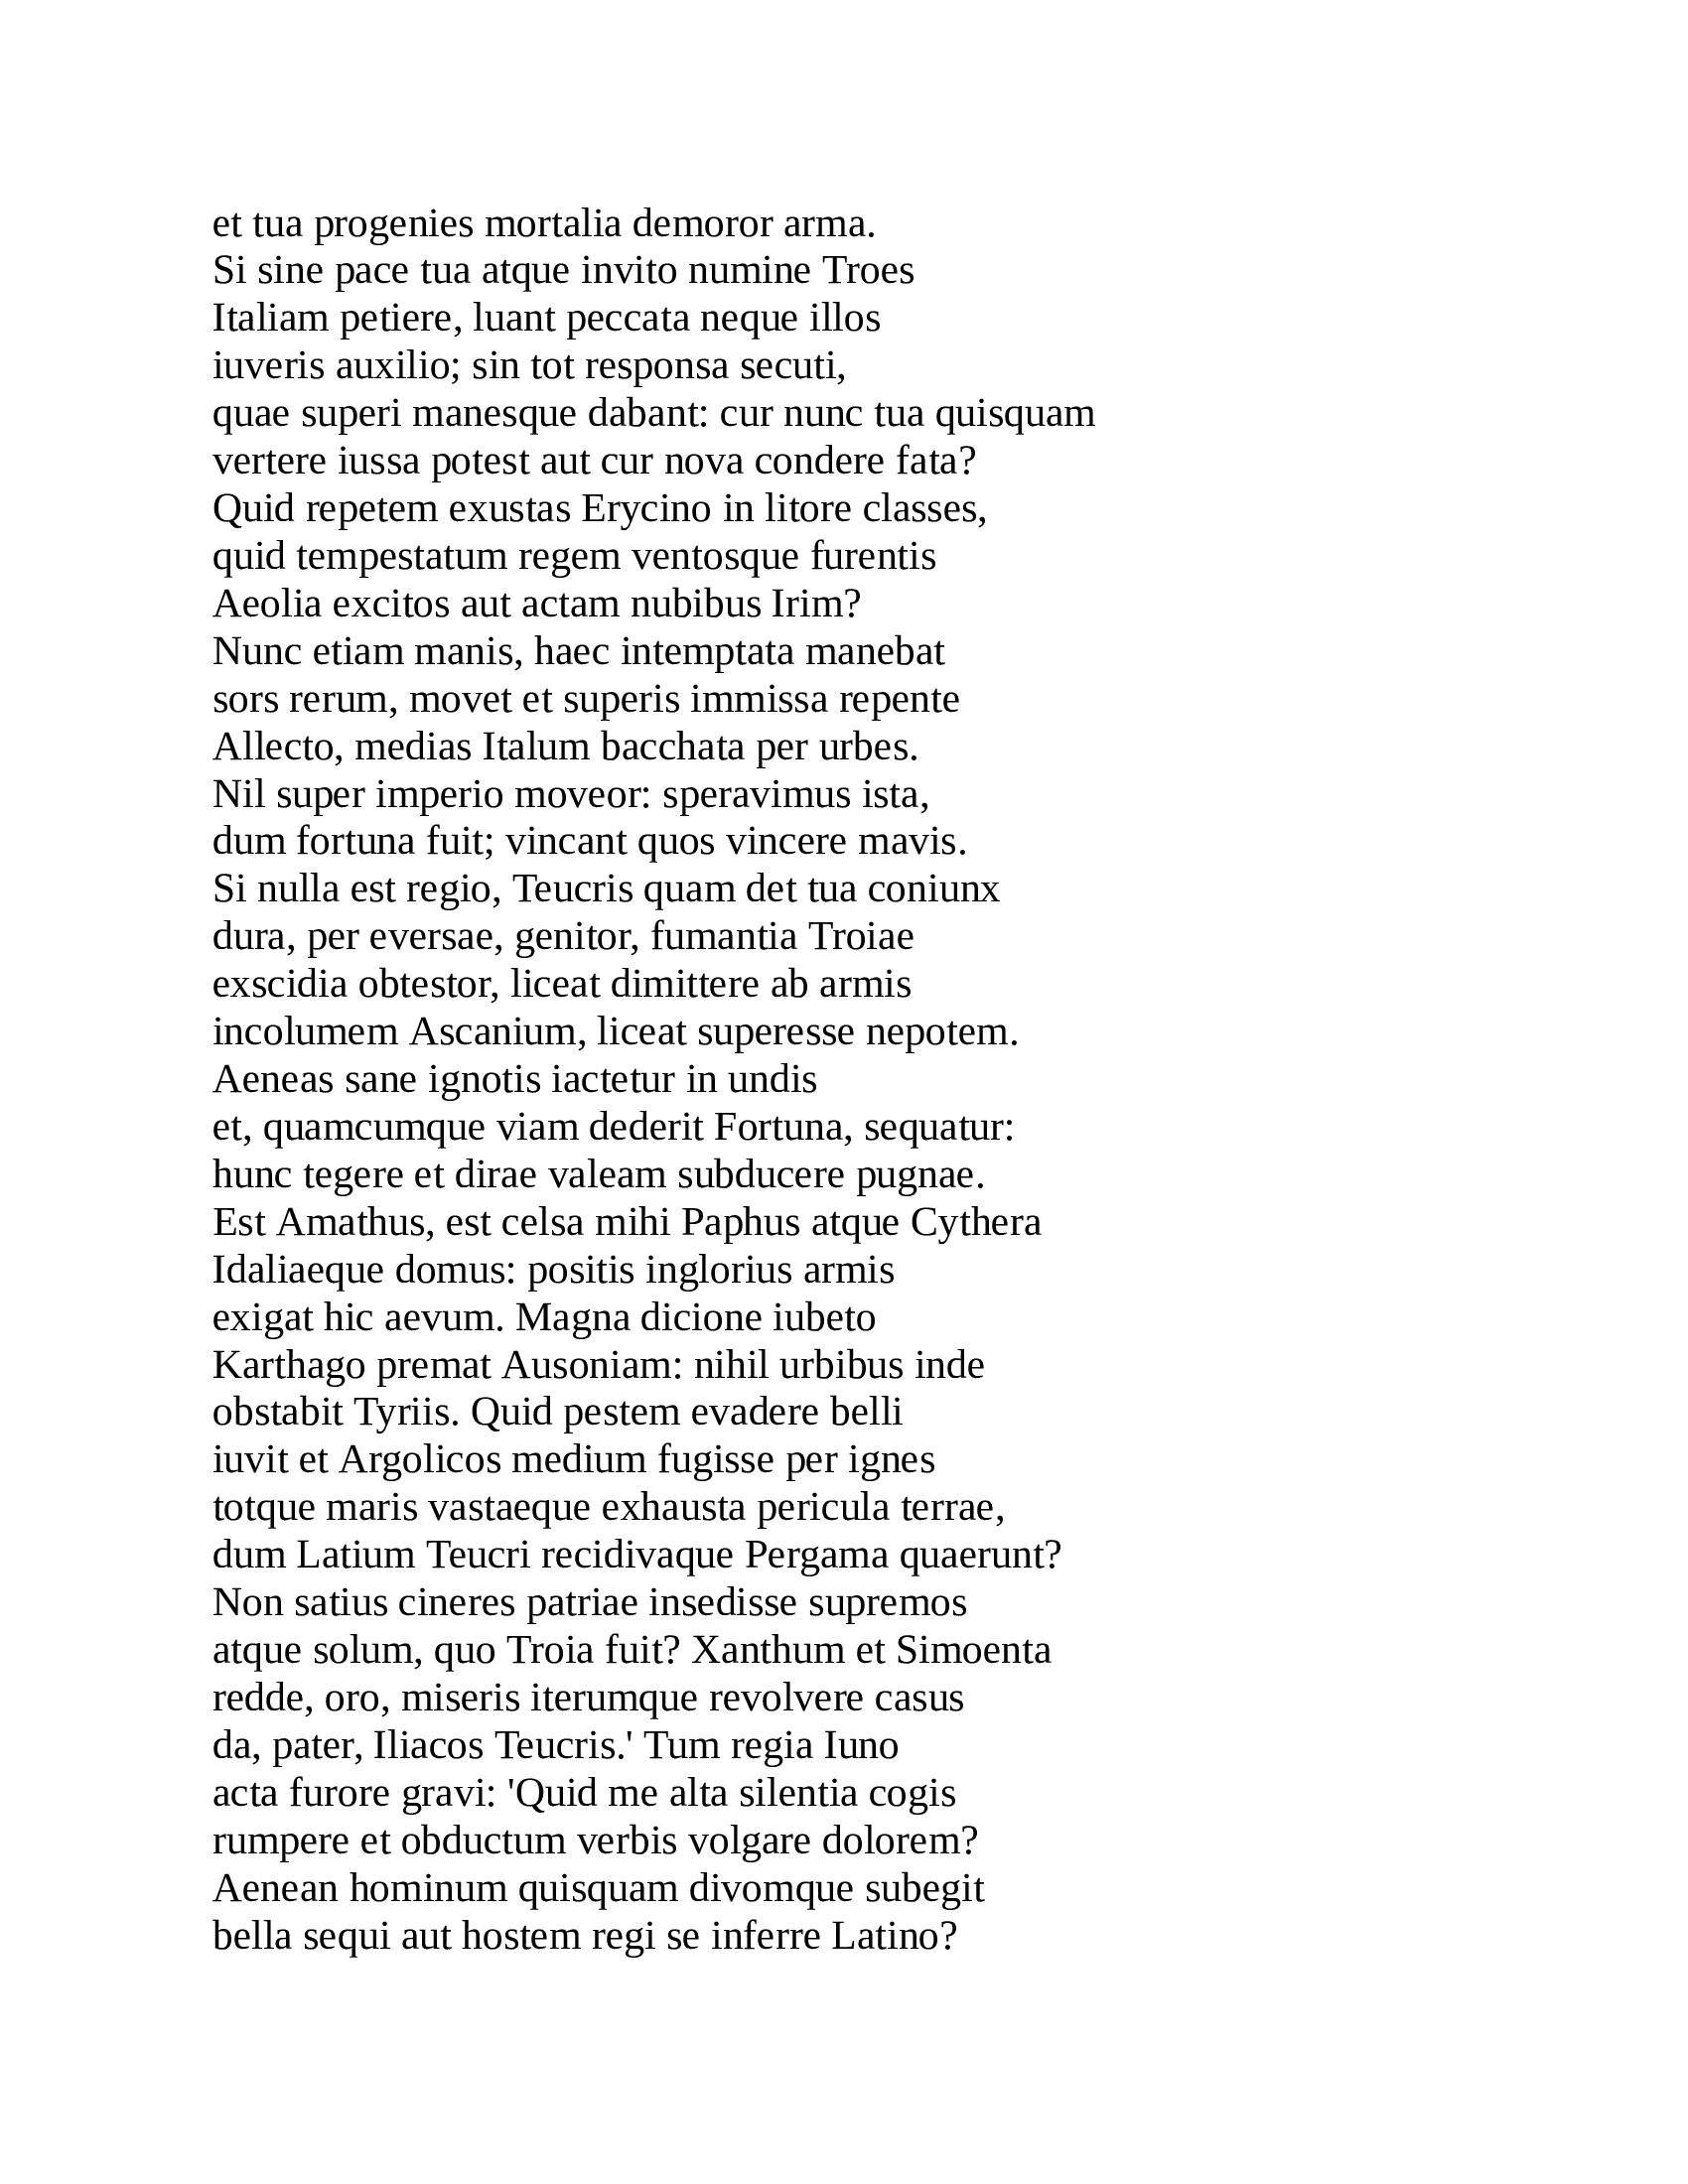 et tua progenies mortalia demoror arma.
Si sine pace tua atque invito numine Troes
Italiam petiere, luant peccata neque illos
iuveris auxilio; sin tot responsa secuti,
quae superi manesque dabant: cur nunc tua quisquam
vertere iussa potest aut cur nova condere fata?
Quid repetem exustas Erycino in litore classes,
quid tempestatum regem ventosque furentis
Aeolia excitos aut actam nubibus Irim?
Nunc etiam manis, haec intemptata manebat
sors rerum, movet et superis immissa repente
Allecto, medias Italum bacchata per urbes.
Nil super imperio moveor: speravimus ista,
dum fortuna fuit; vincant quos vincere mavis.
Si nulla est regio, Teucris quam det tua coniunx
dura, per eversae, genitor, fumantia Troiae
exscidia obtestor, liceat dimittere ab armis
incolumem Ascanium, liceat superesse nepotem.
Aeneas sane ignotis iactetur in undis
et, quamcumque viam dederit Fortuna, sequatur:
hunc tegere et dirae valeam subducere pugnae.
Est Amathus, est celsa mihi Paphus atque Cythera
Idaliaeque domus: positis inglorius armis
exigat hic aevum. Magna dicione iubeto
Karthago premat Ausoniam: nihil urbibus inde
obstabit Tyriis. Quid pestem evadere belli
iuvit et Argolicos medium fugisse per ignes
totque maris vastaeque exhausta pericula terrae,
dum Latium Teucri recidivaque Pergama quaerunt?
Non satius cineres patriae insedisse supremos
atque solum, quo Troia fuit? Xanthum et Simoenta
redde, oro, miseris iterumque revolvere casus
da, pater, Iliacos Teucris.' Tum regia Iuno
acta furore gravi: 'Quid me alta silentia cogis
rumpere et obductum verbis volgare dolorem?
Aenean hominum quisquam divomque subegit
bella sequi aut hostem regi se inferre Latino?